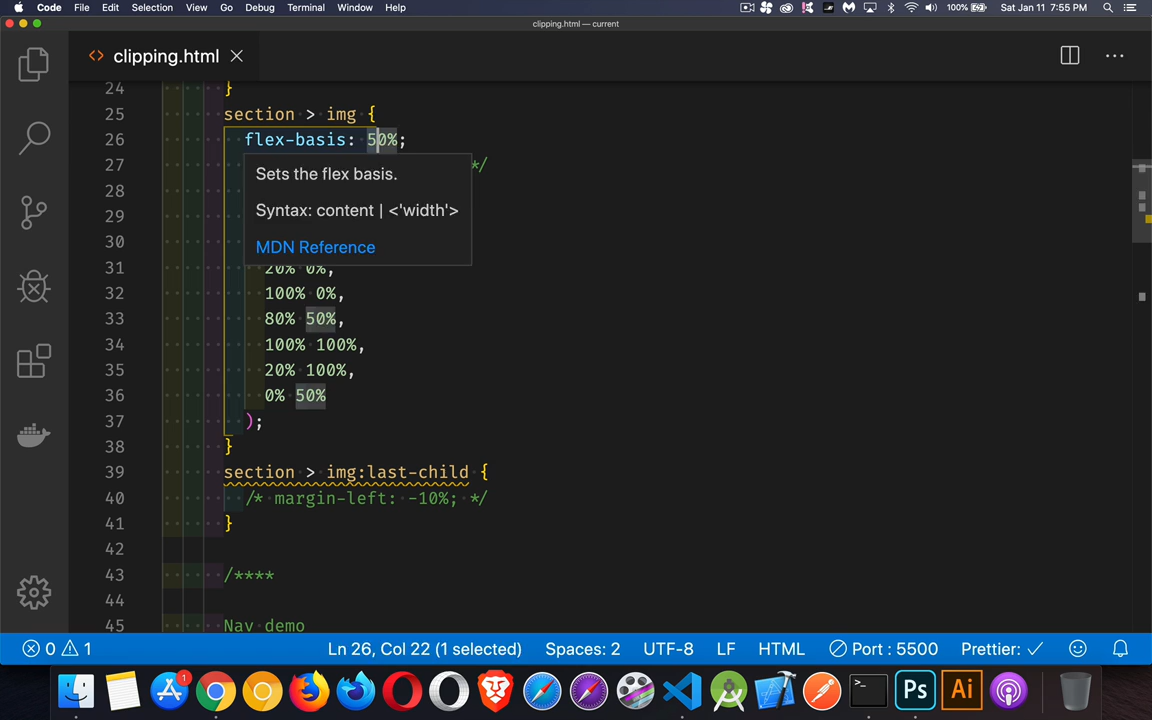 Code File Edit Selection View Go Debug Terminal Window Help 100% Sat Jan 11 7:55 PM
clipping.html — current
<> clipping.html
24 }
25 section > img {
26 flex-basis: 50%;
27 */
Sets the flex basis.
28
Syntax: content | <'width'>
29
30
MDN Reference
31 20% 0%,
32 100% 0%,
33 80% 50%,
34 100% 100%,
35 20% 100%,
36 0% 50%
37 );
38 }
39 section > img:last-child {
40 /* margin-left: -10%; */
41 }
42
43 /****
44
45 Nav demo
0 1 Ln 26, Col 22 (1 selected) Spaces: 2 UTF-8 LF HTML Port : 5500 Prettier: ✓
1 >_ Ps Ai